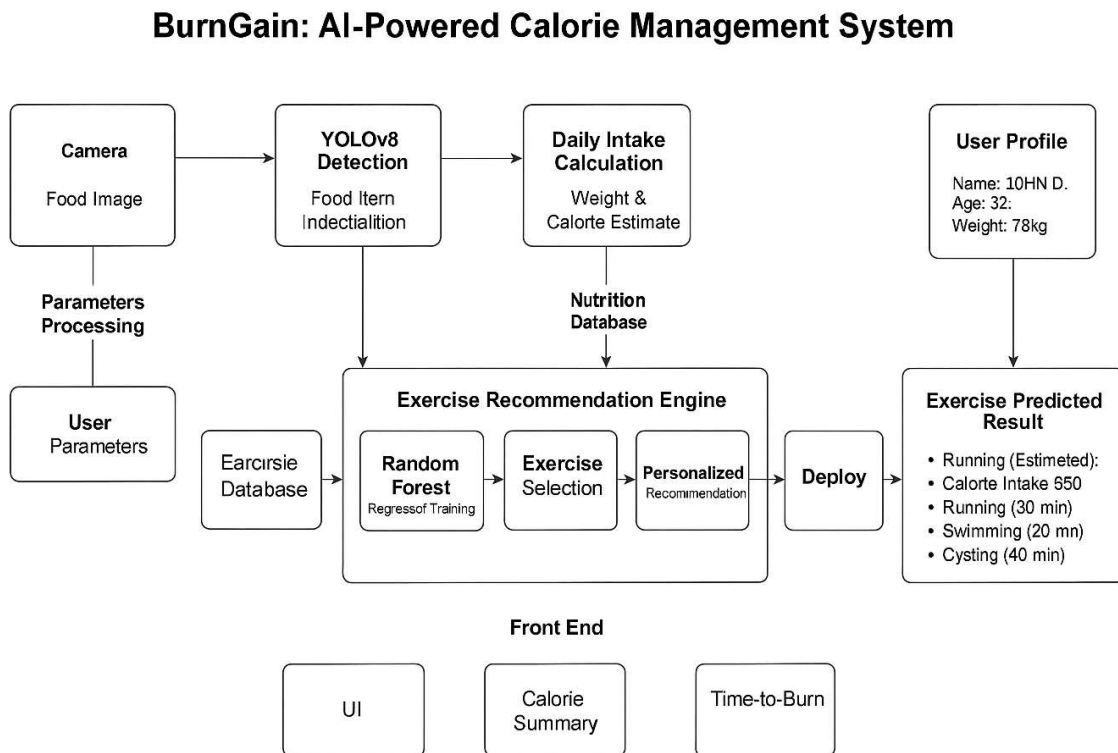 BurnGain: AI-Powered Calorie Management System
Camera
Food Image
YOLOv8
Detection
Food Itern
Indectialition
Daily Intake
Calculation
Weight &
Calorte Estimate
User Profile
Name: 10HN D.
Age: 32:
Weight: 78kg
Parameters
Processing
Nutrition
Database
User
Parameters
Exercise Recommendation Engine
Earcırsie
Database
Random
Forest
Regressof Training
Exercise
Selection
Personalized
Recommendation
Deploy
Exercise Predicted
Result
• Running (Estimeted):
• Calorte Intake 650
• Running (30 min)
• Swimming (20 mn)
• Cysting (40 min)
Front End
UI
Calorie
Summary
Time-to-Burn